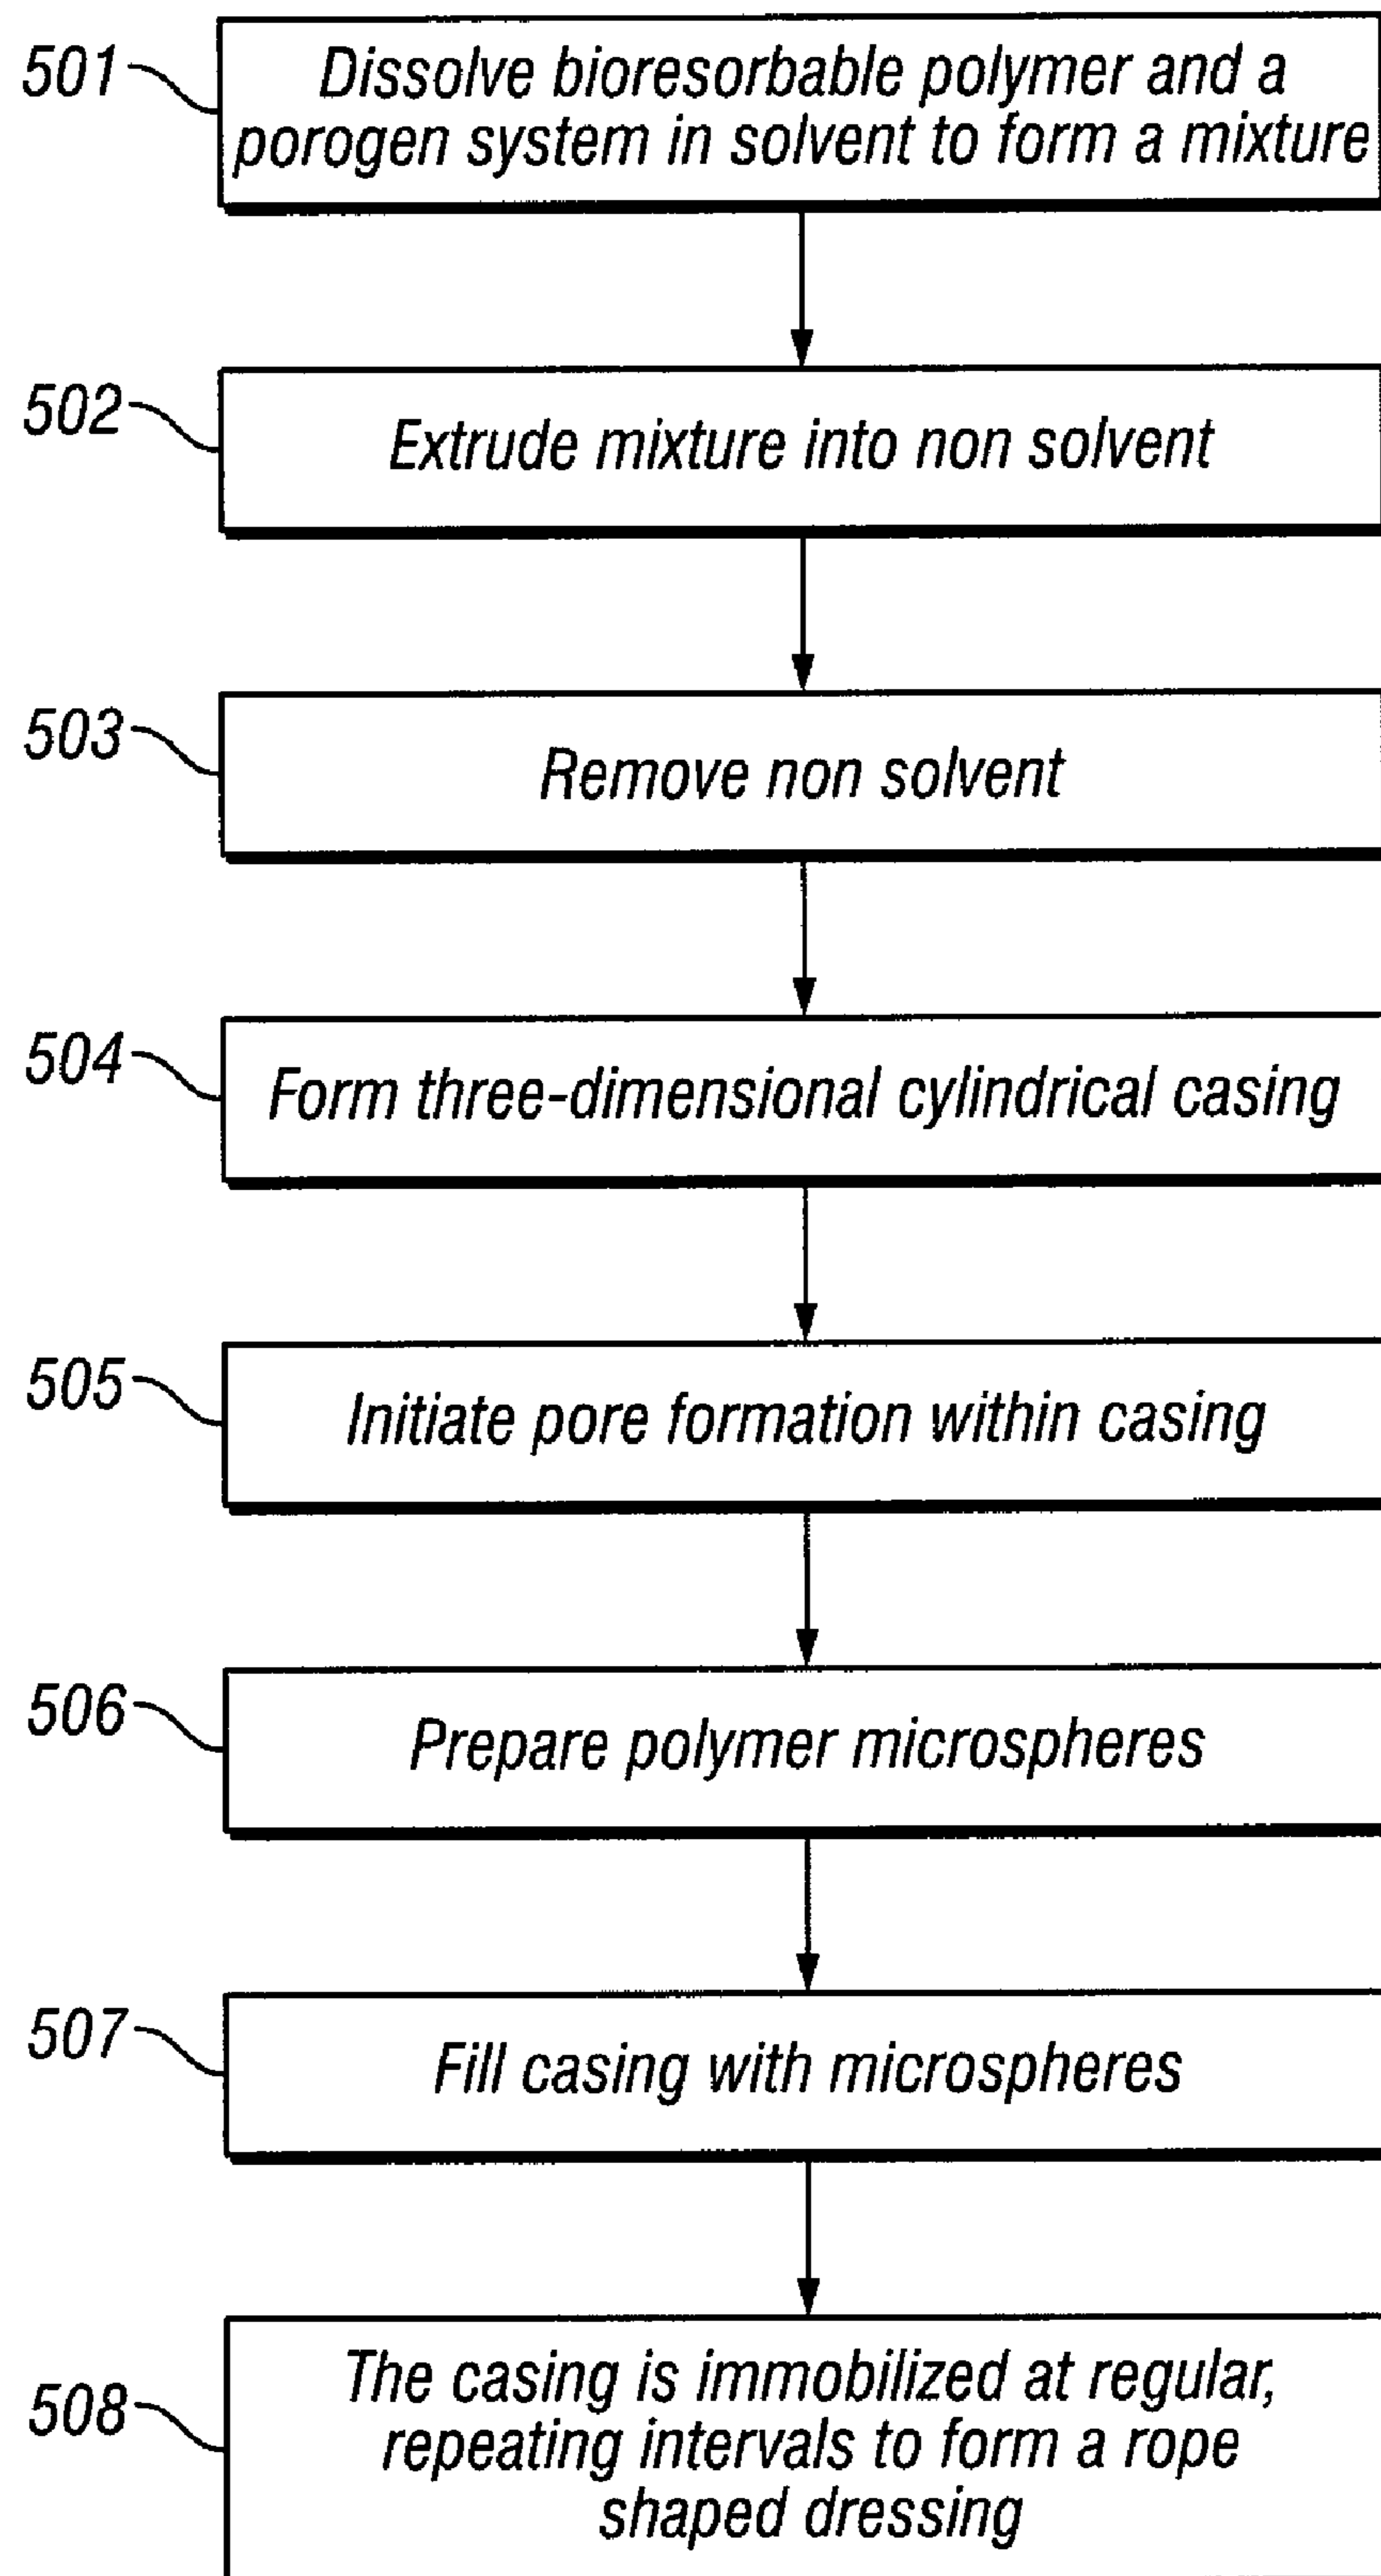 501
Dissolve bioresorbable polymer and a
porogen system in solvent to form a mixture
502
Extrude mixture into non solvent
503
Remove non solvent
504
Form three-dimensional cylindrical casing
505
Initiate pore formation within casing
506
Prepare polymer microspheres
507
Fill casing with microspheres
508
The casing is immobilized at regular,
repeating intervals to form a rope
shaped dressing